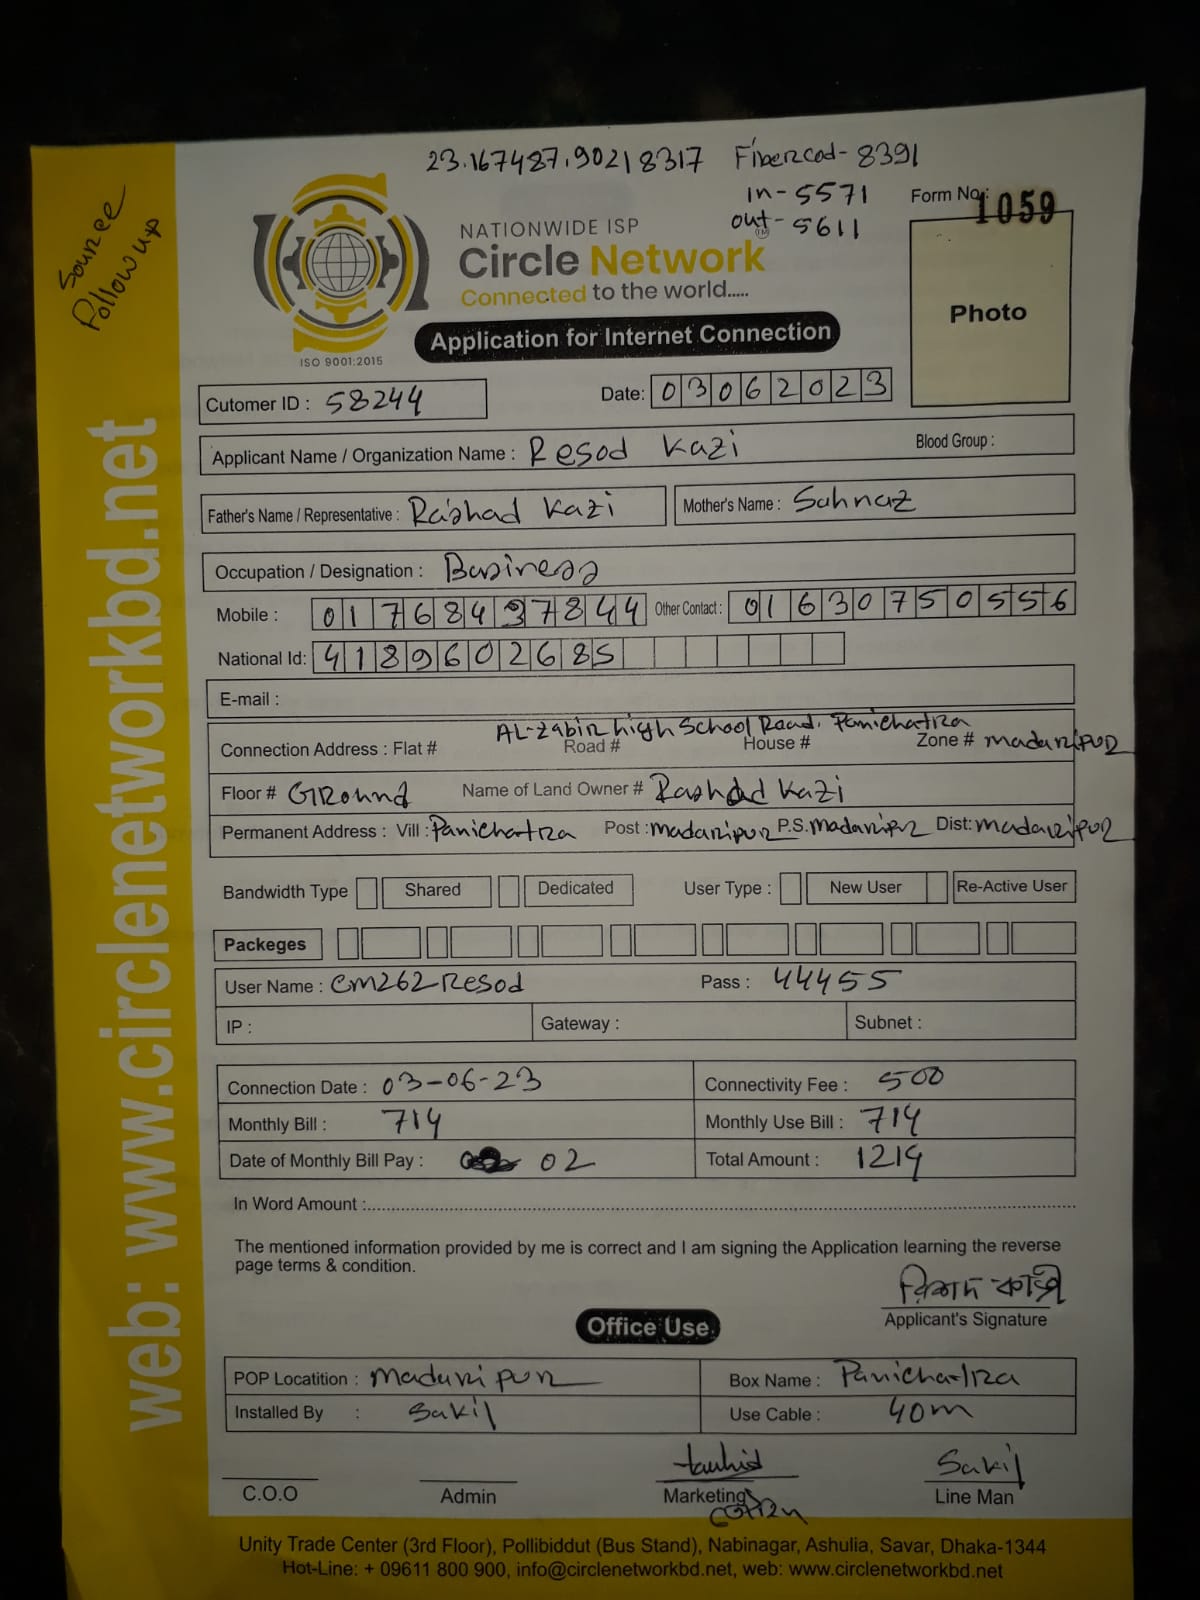 23.167487.90218317 Fibercod-8391
in-5571
out-5611
Form No.: 1059
Source
Followup
NATIONWIDE ISP
Circle Network
TM
Connected to the world.....
ISO 9001:2015
Application for Internet Connection
Photo
Cutomer ID : 58244
Date: 03062023
Applicant Name / Organization Name : Resod Kazi Blood Group :
Father's Name / Representative : Rashad Kazi Mother's Name : Sahnaz
Occupation / Designation : Business
Mobile : 01768497844 Other Contact : 01630750556
National Id: 4189602685
E-mail :
AL-Zabir high School Road, Panichatra
Connection Address : Flat # Road # House # Zone # madaripur
Floor # Ground Name of Land Owner # Rashad Kazi
Permanent Address : Vill : Panichatra Post : madaripur P.S. madaripur Dist: madaripur
Bandwidth Type Shared Dedicated User Type : New User Re-Active User
Packeges
User Name : cm262-Resod Pass : 44455
IP : Gateway : Subnet :
Connection Date : 03-06-23 Connectivity Fee : 500
Monthly Bill : 714 Monthly Use Bill : 714
Date of Monthly Bill Pay : 02 Total Amount : 1214
In Word Amount :
The mentioned information provided by me is correct and I am signing the Application learning the reverse
page terms & condition.
রিশাদ কাজী
Applicant's Signature
Office Use
POP Locatition : Madaripur Box Name : Panichatra
Installed By : Sakil Use Cable : 40m
tauhid Sakil
C.O.O Admin Marketing Line Man
web: www.circlenetworkbd.net
Unity Trade Center (3rd Floor), Pollibiddut (Bus Stand), Nabinagar, Ashulia, Savar, Dhaka-1344
Hot-Line: + 09611 800 900, info@circlenetworkbd.net, web: www.circlenetworkbd.net